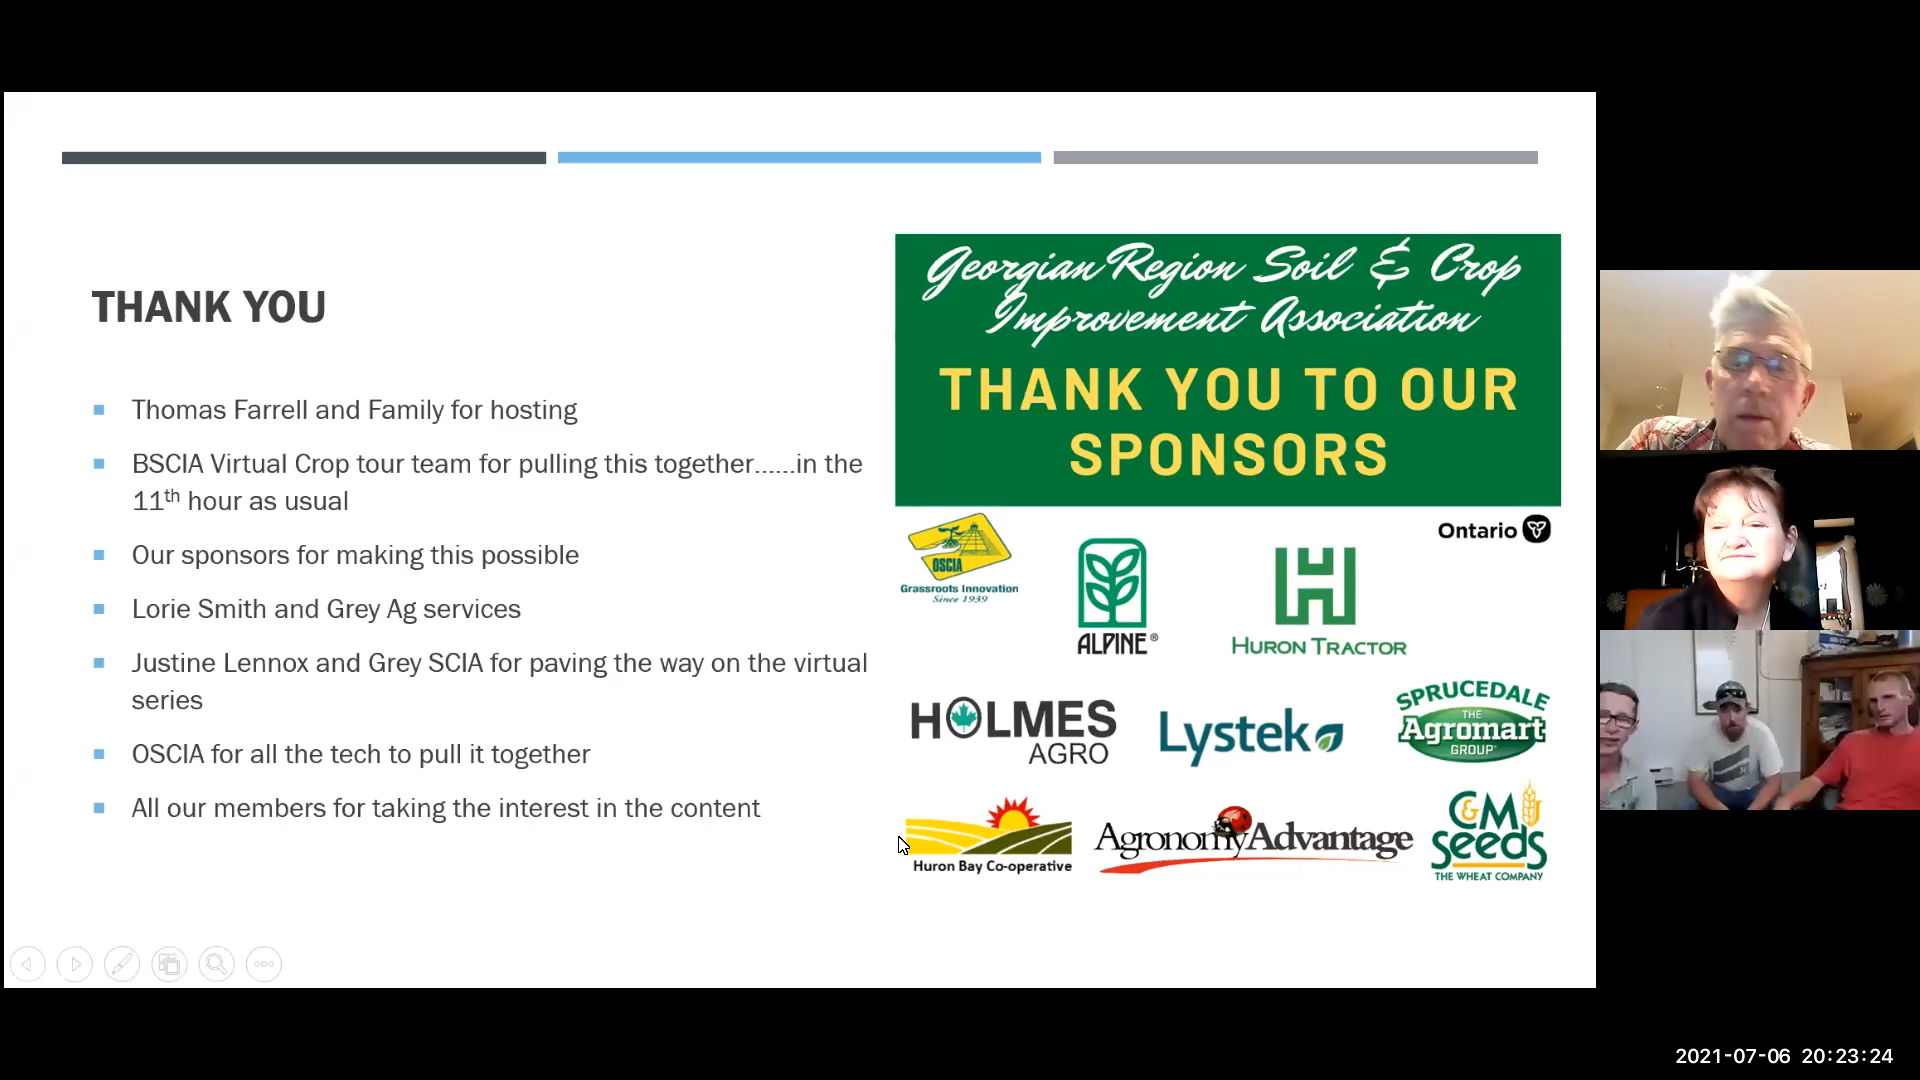 THANK YOU
Thomas Farrell and Family for hosting
BSCIA Virtual Crop tour team for pulling this together......in the
11th hour as usual
Our sponsors for making this possible
Lorie Smith and Grey Ag services
Justine Lennox and Grey SCIA for paving the way on the virtual
series
OSCIA for all the tech to pull it together
All our members for taking the interest in the content
Georgian Region Soil & Crop
Improvement Association
THANK YOU TO OUR
SPONSORS
OSCIA
Grassroots Innovation
Since 1939
ALPINE®
HURON TRACTOR
Ontario
HOLMES
AGRO
Lystek
SPRUCEDALE
THE
Agromart
GROUP
Huron Bay Co-operative
AgronomyAdvantage
C&M
Seeds
THE WHEAT COMPANY
2021-07-06 20:23:24